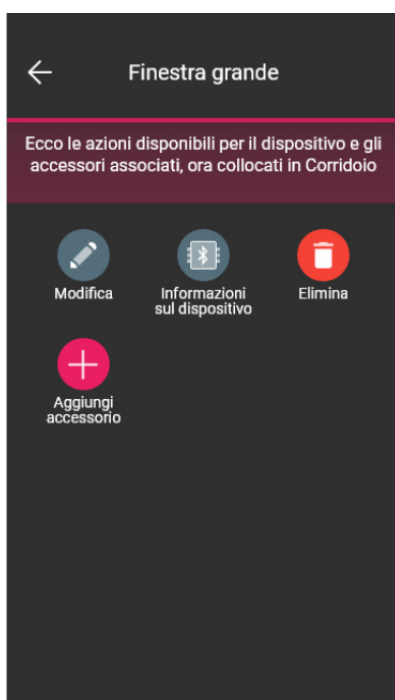 Finestra grande
Ecco le azioni disponibili per il dispositivo e gli
accessori associati, ora collocati in Corridoio
Modifica
Informazioni
sul dispositivo
Elimina
Aggiungi
accessorio